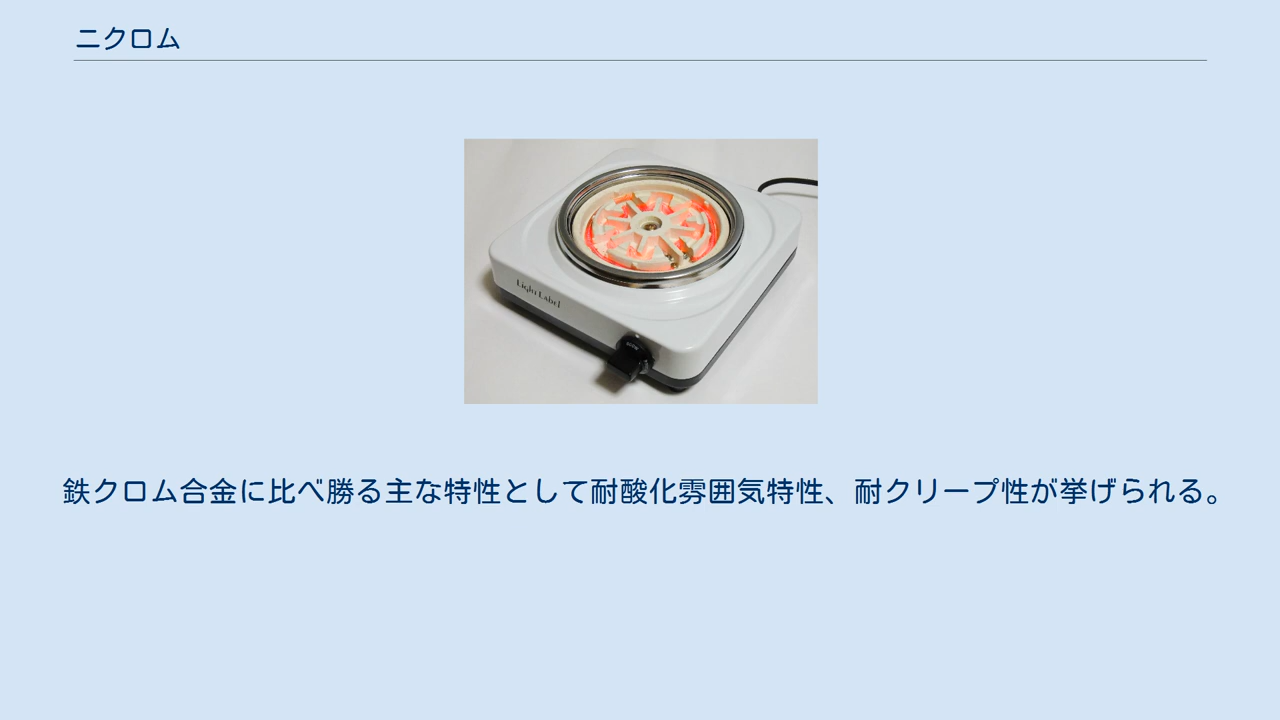 ニクロム
Light Label
鉄クロム合金に比べ勝る主な特性として耐酸化雰囲気特性、耐クリープ性が挙げられる。